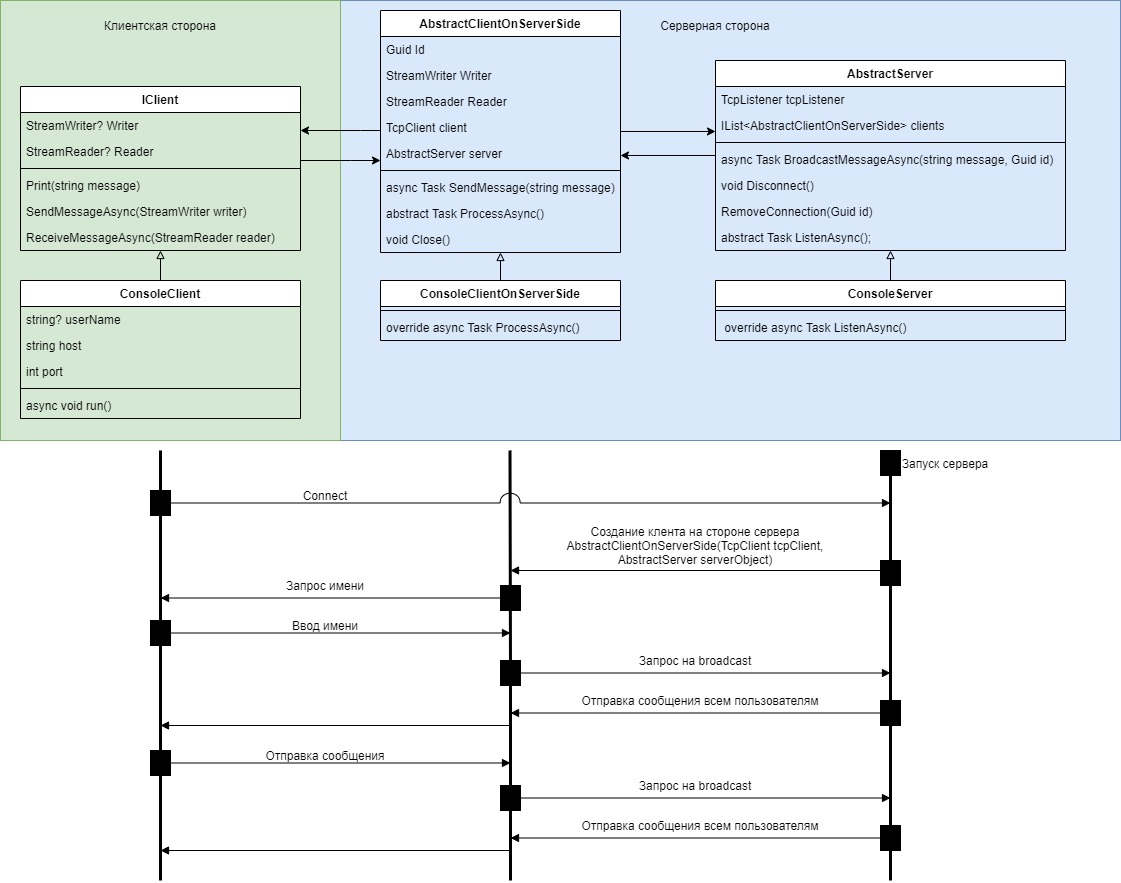 Клиентская сторона
IClient
StreamWriter? Writer
StreamReader? Reader
Print(string message)
SendMessageAsync(StreamWriter writer)
ReceiveMessageAsync(StreamReader reader)
ConsoleClient
string? userName
string host
int port
async void run()
Серверная сторона
AbstractClientOnServerSide
Guid Id
StreamWriter Writer
StreamReader Reader
TcpClient client
AbstractServer server
async Task SendMessage(string message)
abstract Task ProcessAsync()
void Close()
ConsoleClientOnServerSide
override async Task ProcessAsync()
AbstractServer
TcpListener tcpListener
IList<AbstractClientOnServerSide> clients
async Task BroadcastMessageAsync(string message, Guid id)
void Disconnect()
RemoveConnection(Guid id)
abstract Task ListenAsync();
ConsoleServer
override async Task ListenAsync()
Запуск сервера
Connect
Создание клента на стороне сервера
AbstractClientOnServerSide(TcpClient tcpClient,
AbstractServer serverObject)
Запрос имени
Ввод имени
Запрос на broadcast
Отправка сообщения всем пользователям
Отправка сообщения
Запрос на broadcast
Отправка сообщения всем пользователям